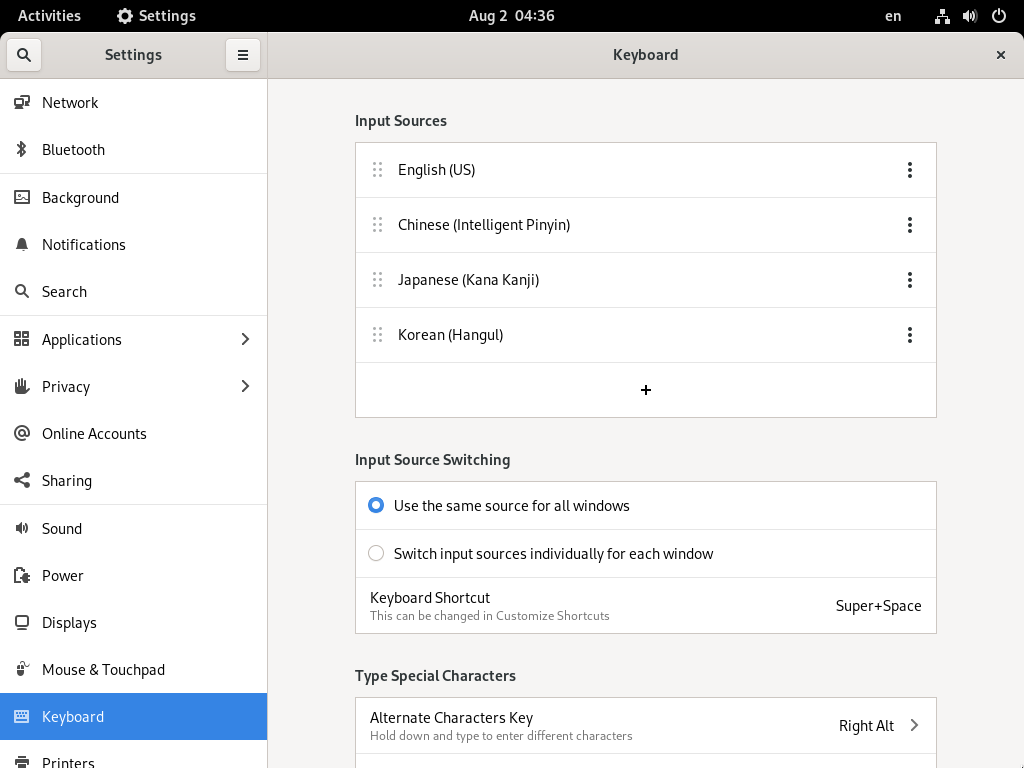 Activities
Settings
Aug 2 04:36
en
Settings
Keyboard
Network
Bluetooth
Background
Notifications
Search
Applications
Privacy
Online Accounts
Sharing
Sound
Power
Displays
Mouse & Touchpad
Keyboard
Printers
Input Sources
English (US)
Chinese (Intelligent Pinyin)
Japanese (Kana Kanji)
Korean (Hangul)
Input Source Switching
Use the same source for all windows
Switch input sources individually for each window
Keyboard Shortcut
This can be changed in Customize Shortcuts
Super+Space
Type Special Characters
Alternate Characters Key
Hold down and type to enter different characters
Right Alt